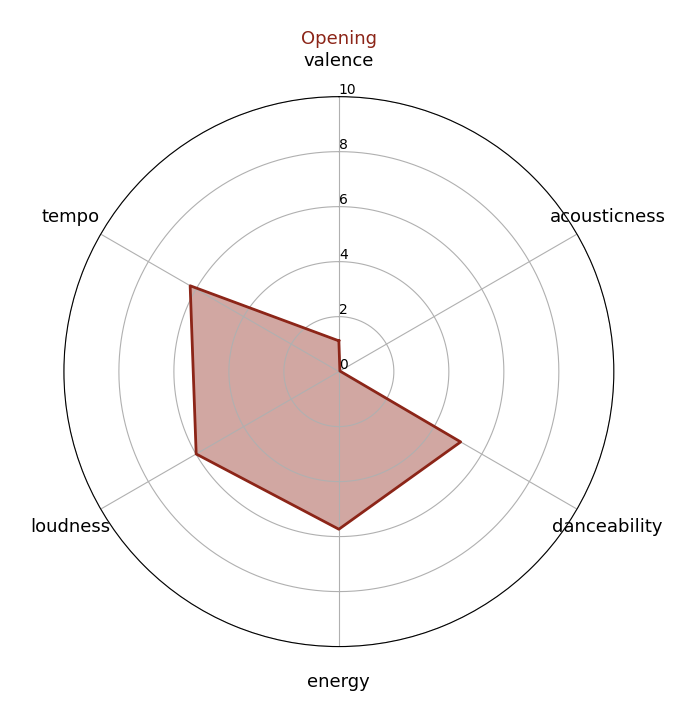 Opening
valence
10
8
tempo
6
acousticness
4
2
0
loudness
danceability
energy